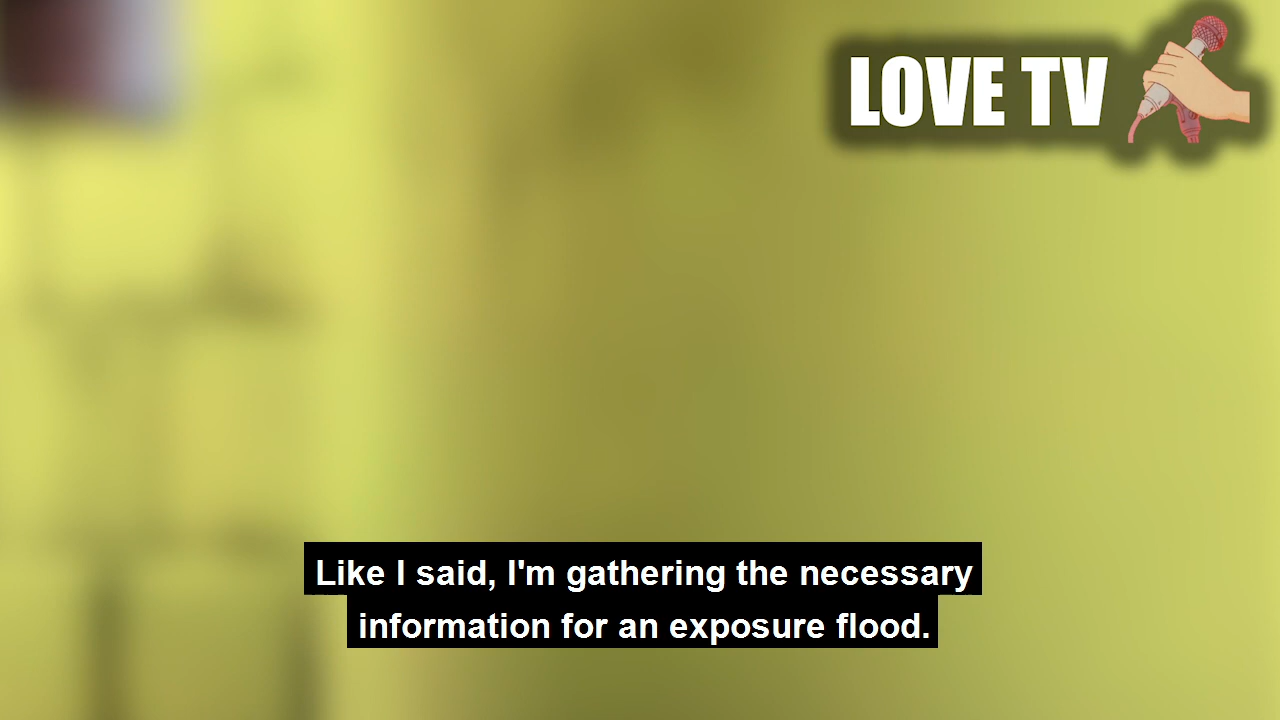 LOVE TV
Like I said, I'm gathering the necessary
information for an exposure flood.